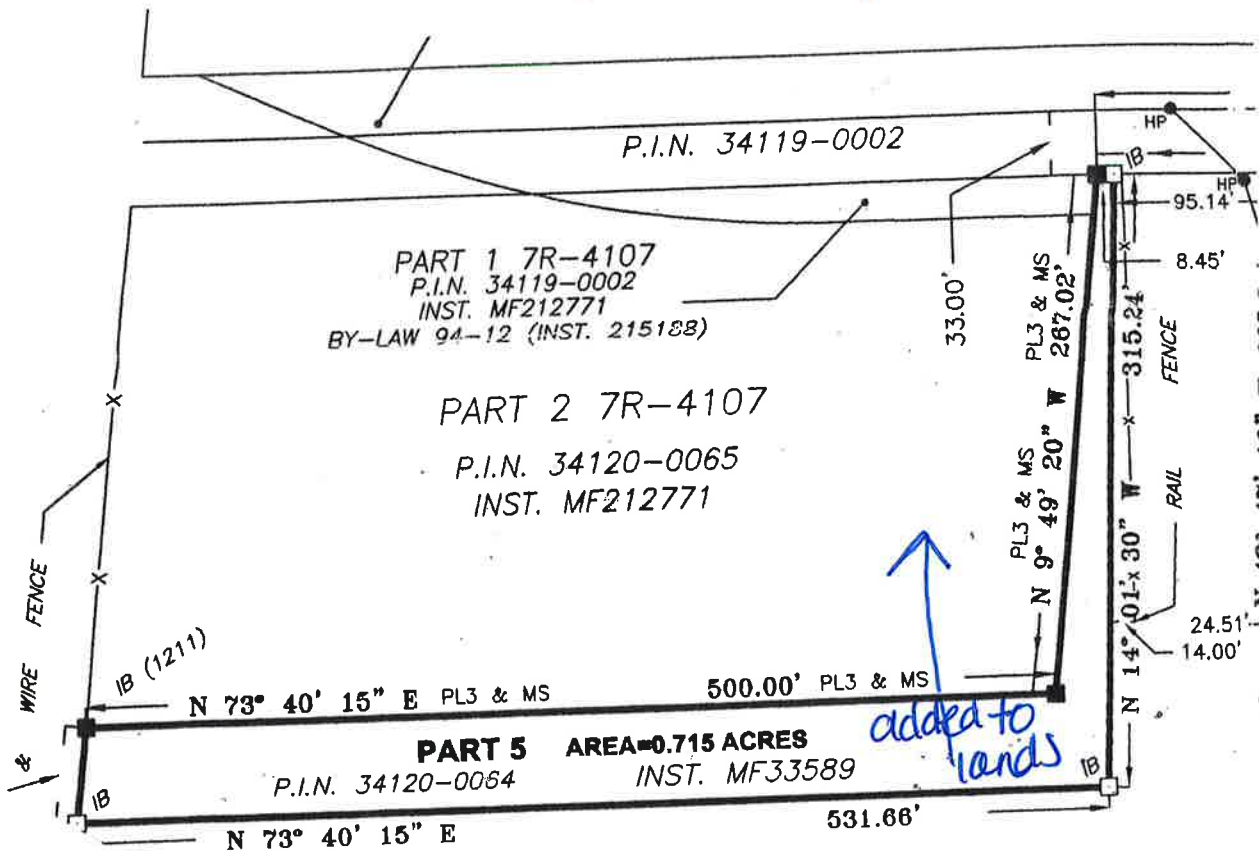 P.I.N. 34119-0002
HP
IB
HP
95.14'
8.45'
PART 1 7R-4107
P.I.N. 34119-0002
INST. MF212771
BY-LAW 94-12 (INST. 215188)
33.00'
PL3 & MS
267.02'
315.24'
FENCE
PART 2 7R-4107
P.I.N. 34120-0065
INST. MF212771
PL3 & MS
N 9° 49' 20" W
N 14° 01' 30" W
RAIL
24.51'
14.00'
WIRE FENCE
&
IB (1211)
N 73° 40' 15" E PL3 & MS
500.00' PL3 & MS
added to
lands
PART 5 AREA=0.715 ACRES
P.I.N. 34120-0064 INST. MF33589
IB
IB
N 73° 40' 15" E
531.66'